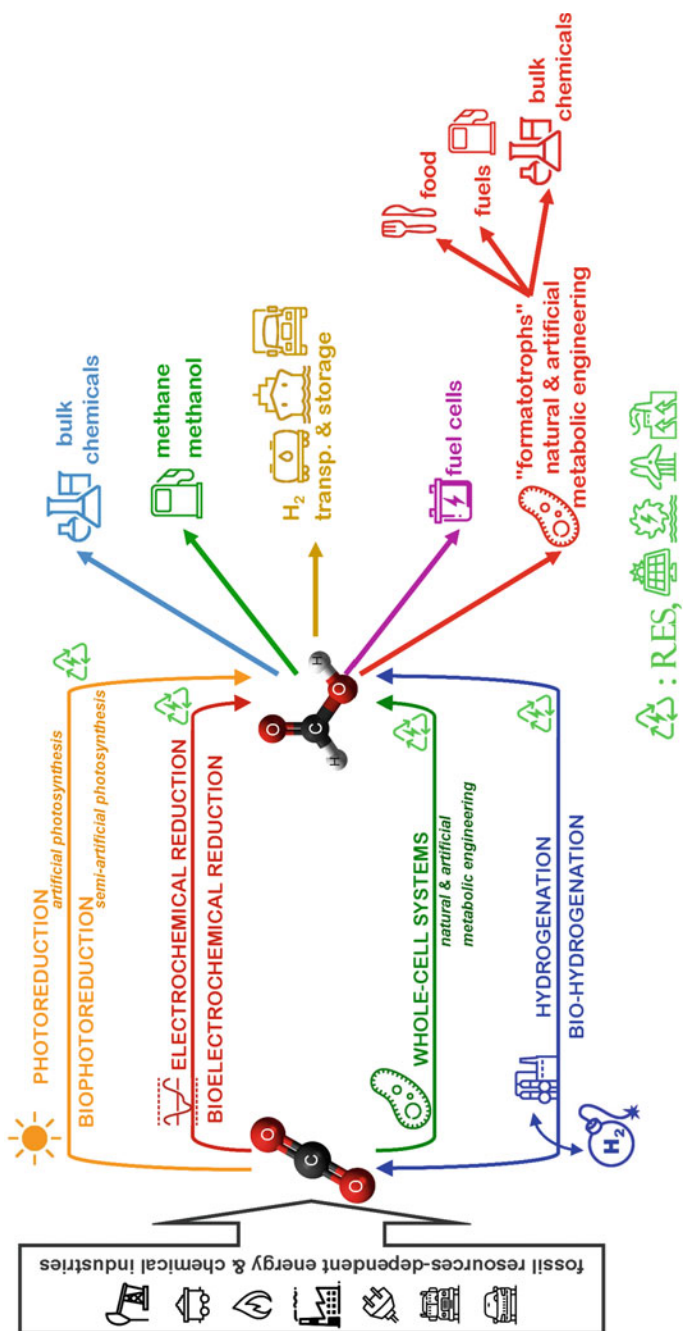 fossil resources-dependent energy & chemical industries
PHOTOREDUCTION
artificial photosynthesis
BIOPHOTOREDUCTION
semi-artificial photosynthesis
ELECTROCHEMICAL REDUCTION
BIOELECTROCHEMICAL REDUCTION
O
C
O
WHOLE-CELL SYSTEMS
natural & artificial
metabolic engineering
HYDROGENATION
BIO-HYDROGENATION
H₂
O
C
O
H
H
bulk
chemicals
methane
methanol
H₂
transp. & storage
fuel cells
"formatotrophs"
natural & artificial
metabolic engineering
food
fuels
bulk
chemicals
: RES,